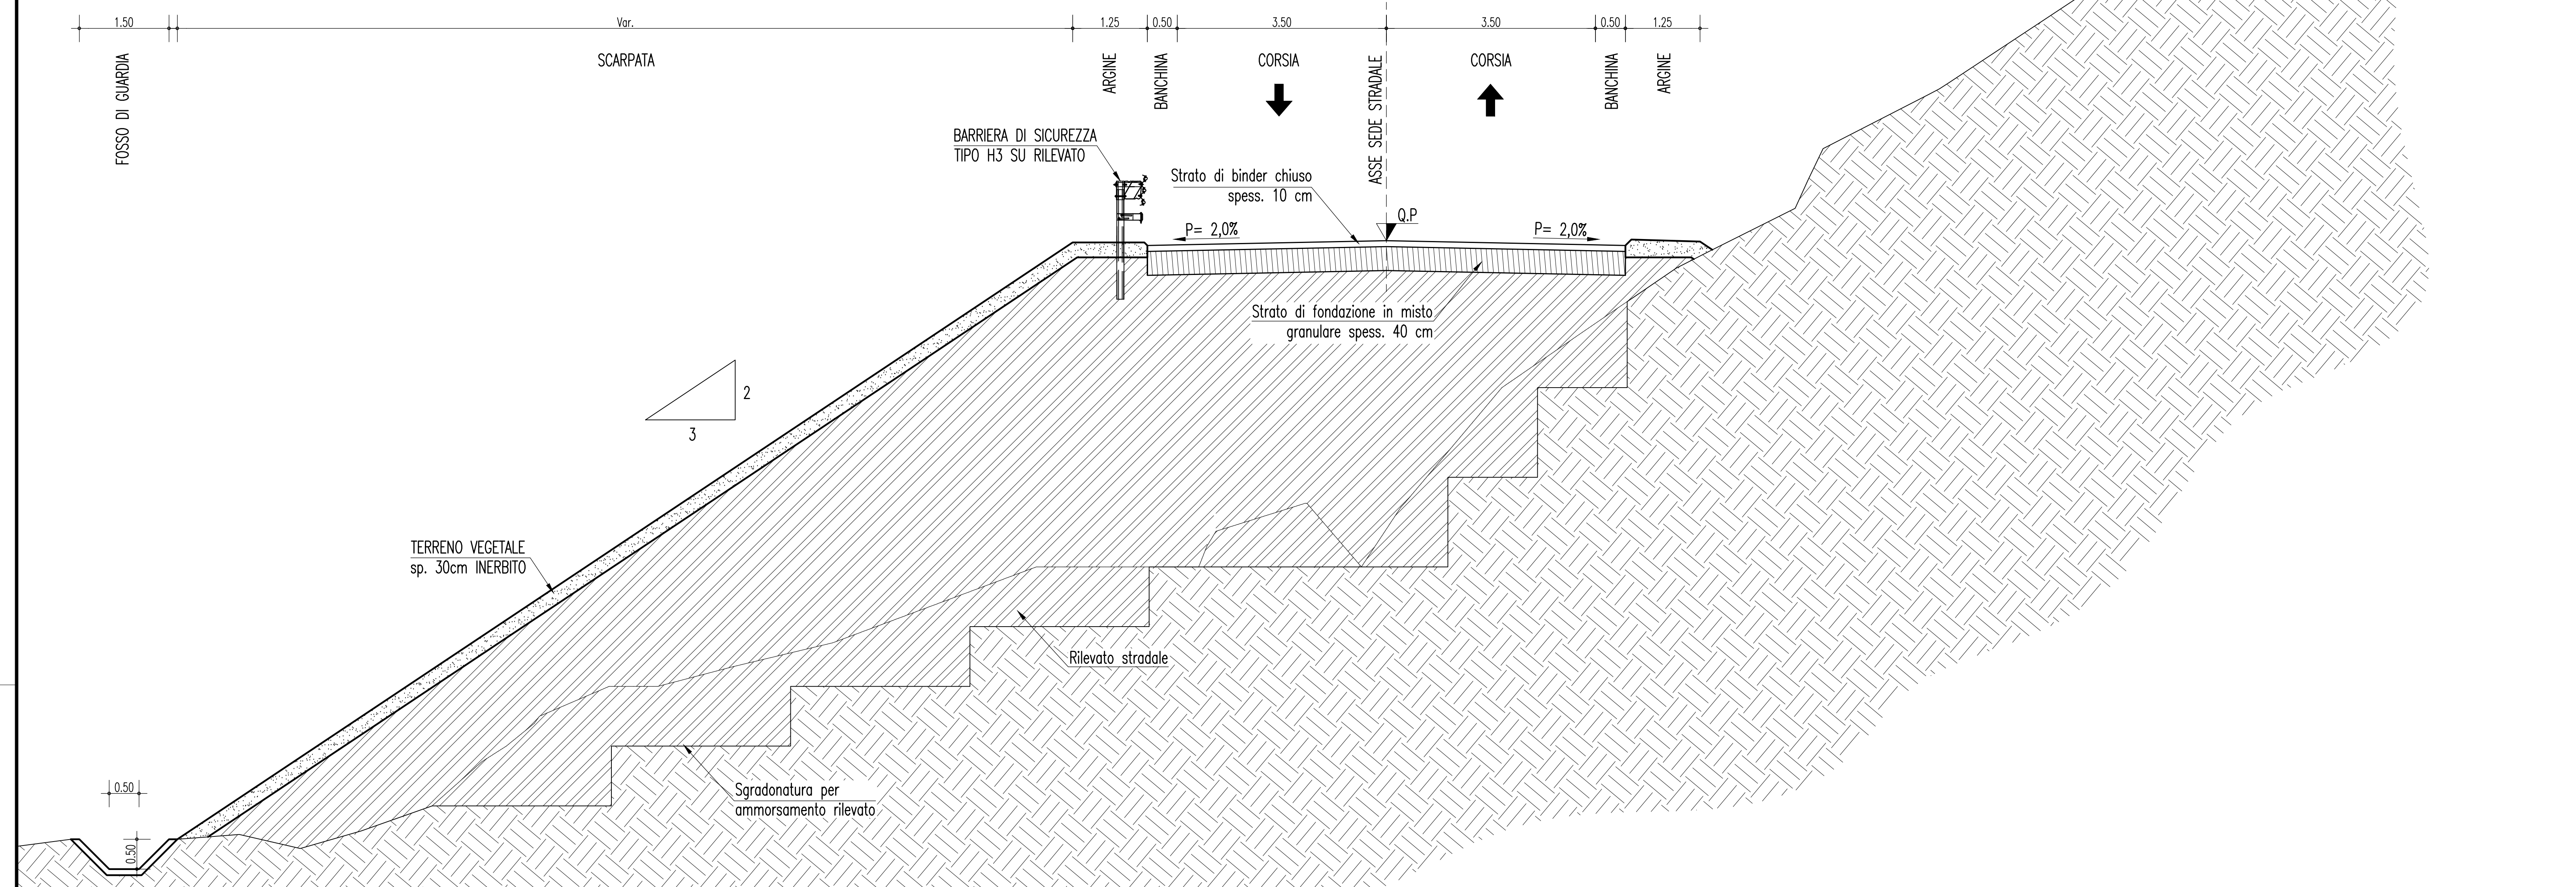 1.50
Var.
1.25
0.50
3.50
3.50
0.50
1.25
FOSSO DI GUARDIA
SCARPATA
ARGINE
BANCHINA
CORSIA
ASSE SEDE STRADALE
CORSIA
BANCHINA
ARGINE
BARRIERA DI SICUREZZA
TIPO H3 SU RILEVATO
Strato di binder chiuso
spess. 10 cm
Q.P
P= 2,0%
P= 2,0%
Strato di fondazione in misto
granulare spess. 40 cm
2
3
TERRENO VEGETALE
sp. 30cm INERBITO
Rilevato stradale
Sgradonatura per
ammorsamento rilevato
0.50
0.50